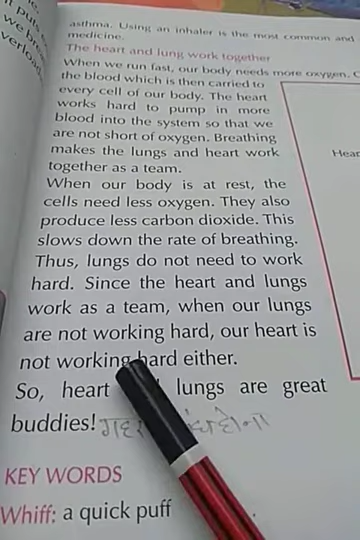 asthma. Using an inhaler is the most common and
medicine.
The heart and lung work together
When we run fast, our body needs more oxygen.
the blood which is then carried to
every cell of our body. The heart
works hard to pump in more
blood into the system so that we
are not short of oxygen. Breathing
makes the lungs and heart work
together as a team.
When our body is at rest, the
cells need less oxygen. They also
produce less carbon dioxide. This
slows down the rate of breathing.
Thus, lungs do not need to work
hard. Since the heart and lungs
work as a team, when our lungs
are not working hard, our heart is
not working hard either.
So, heart lungs are great
buddies!
KEY WORDS
Whiff: a quick puff